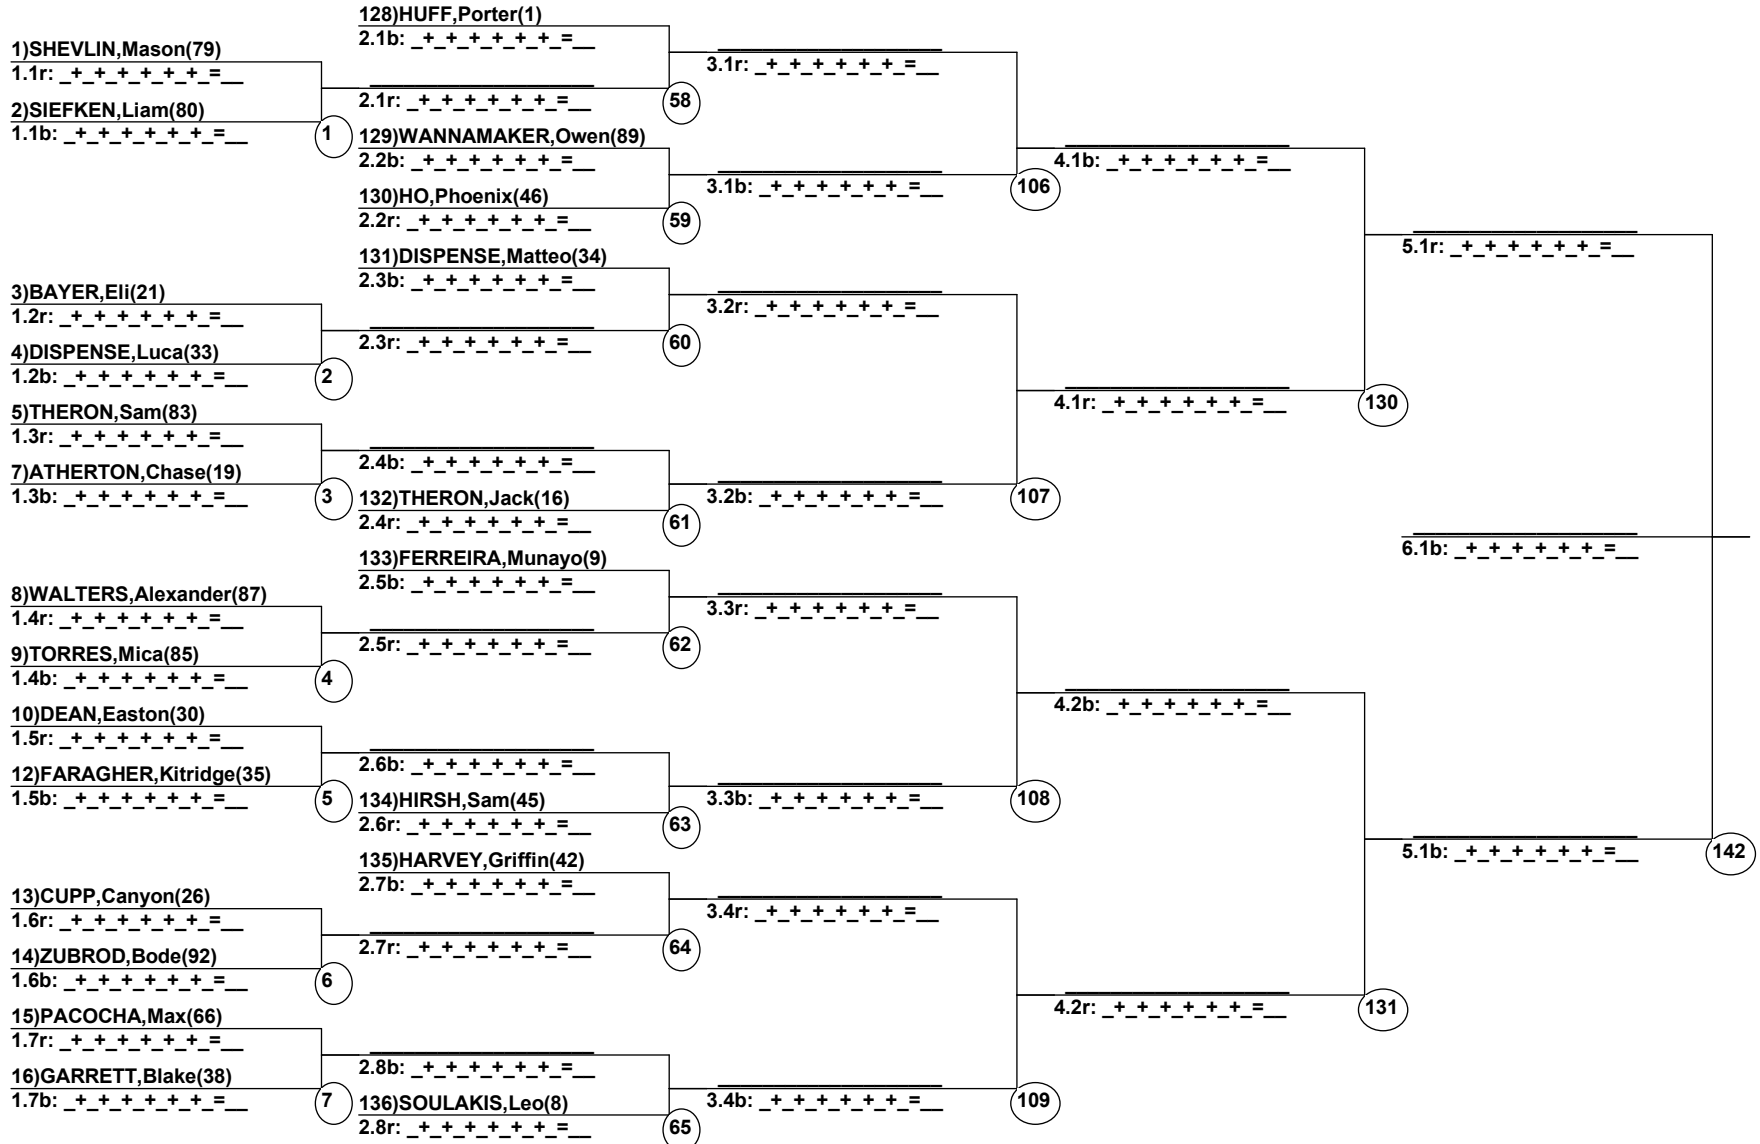 128)HUFF,Porter(1)
2.1b: _+_+_+_+_+_=__
1)SHEVLIN,Mason(79)
1.1r: _+_+_+_+_+_=__
3.1r: _+_+_+_+_+_=__
2.1r: _+_+_+_+_+_=__
58
2)SIEFKEN,Liam(80)
1.1b: _+_+_+_+_+_=__
1
129)WANNAMAKER,Owen(89)
2.2b: _+_+_+_+_+_=__
4.1b: _+_+_+_+_+_=__
3.1b: _+_+_+_+_+_=__
106
130)HO,Phoenix(46)
2.2r: _+_+_+_+_+_=__
59
5.1r: _+_+_+_+_+_=__
131)DISPENSE,Matteo(34)
2.3b: _+_+_+_+_+_=__
3)BAYER,Eli(21)
1.2r: _+_+_+_+_+_=__
3.2r: _+_+_+_+_+_=__
2.3r: _+_+_+_+_+_=__
60
4)DISPENSE,Luca(33)
1.2b: _+_+_+_+_+_=__
2
4.1r: _+_+_+_+_+_=__
130
5)THERON,Sam(83)
1.3r: _+_+_+_+_+_=__
2.4b: _+_+_+_+_+_=__
7)ATHERTON,Chase(19)
1.3b: _+_+_+_+_+_=__
3
132)THERON,Jack(16)
2.4r: _+_+_+_+_+_=__
61
3.2b: _+_+_+_+_+_=__
107
6.1b: _+_+_+_+_+_=__
133)FERREIRA,Munayo(9)
2.5b: _+_+_+_+_+_=__
8)WALTERS,Alexander(87)
1.4r: _+_+_+_+_+_=__
3.3r: _+_+_+_+_+_=__
2.5r: _+_+_+_+_+_=__
62
9)TORRES,Mica(85)
1.4b: _+_+_+_+_+_=__
4
4.2b: _+_+_+_+_+_=__
10)DEAN,Easton(30)
1.5r: _+_+_+_+_+_=__
2.6b: _+_+_+_+_+_=__
12)FARAGHER,Kitridge(35)
1.5b: _+_+_+_+_+_=__
5
134)HIRSH,Sam(45)
2.6r: _+_+_+_+_+_=__
63
3.3b: _+_+_+_+_+_=__
108
5.1b: _+_+_+_+_+_=__
142
135)HARVEY,Griffin(42)
2.7b: _+_+_+_+_+_=__
13)CUPP,Canyon(26)
1.6r: _+_+_+_+_+_=__
3.4r: _+_+_+_+_+_=__
2.7r: _+_+_+_+_+_=__
64
14)ZUBROD,Bode(92)
1.6b: _+_+_+_+_+_=__
6
4.2r: _+_+_+_+_+_=__
131
15)PACOCHA,Max(66)
1.7r: _+_+_+_+_+_=__
2.8b: _+_+_+_+_+_=__
16)GARRETT,Blake(38)
1.7b: _+_+_+_+_+_=__
7
136)SOULAKIS,Leo(8)
2.8r: _+_+_+_+_+_=__
65
3.4b: _+_+_+_+_+_=__
109